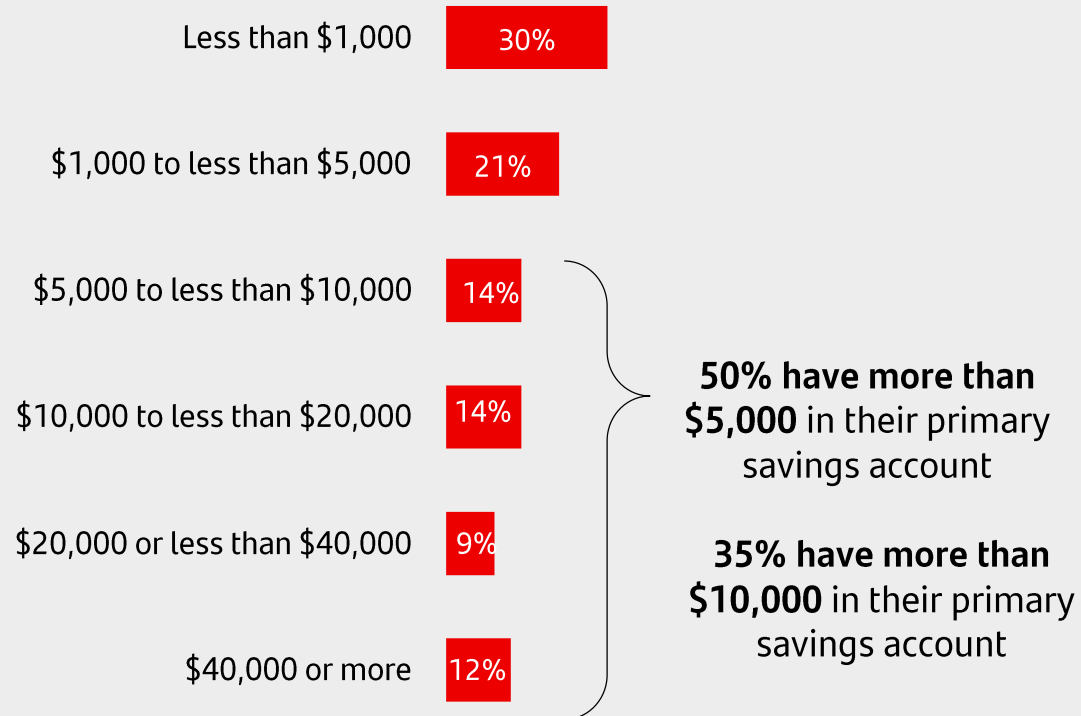 Less than $1,000 30%
$1,000 to less than $5,000 21%
$5,000 to less than $10,000 14%
$10,000 to less than $20,000 14%
$20,000 or less than $40,000 9%
$40,000 or more 12%
50% have more than
$5,000 in their primary
savings account
35% have more than
$10,000 in their primary
savings account